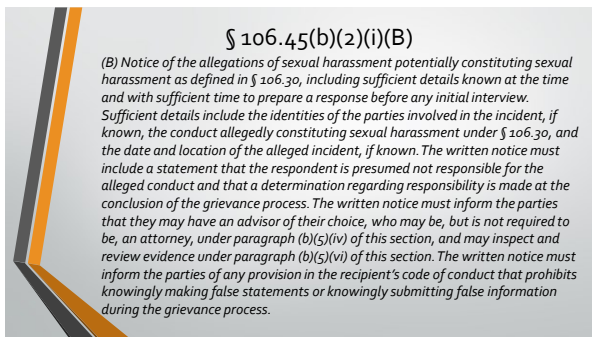 § 106.45(b)(2)(i)(B)
(B) Notice of the allegations of sexual harassment potentially constituting sexual
harassment as defined in § 106.30, including sufficient details known at the time
and with sufficient time to prepare a response before any initial interview.
Sufficient details include the identities of the parties involved in the incident, if
known, the conduct allegedly constituting sexual harassment under § 106.30, and
the date and location of the alleged incident, if known. The written notice must
include a statement that the respondent is presumed not responsible for the
alleged conduct and that a determination regarding responsibility is made at the
conclusion of the grievance process. The written notice must inform the parties
that they may have an advisor of their choice, who may be, but is not required to
be, an attorney, under paragraph (b)(5)(iv) of this section, and may inspect and
review evidence under paragraph (b)(5)(vi) of this section. The written notice must
inform the parties of any provision in the recipient's code of conduct that prohibits
knowingly making false statements or knowingly submitting false information
during the grievance process.